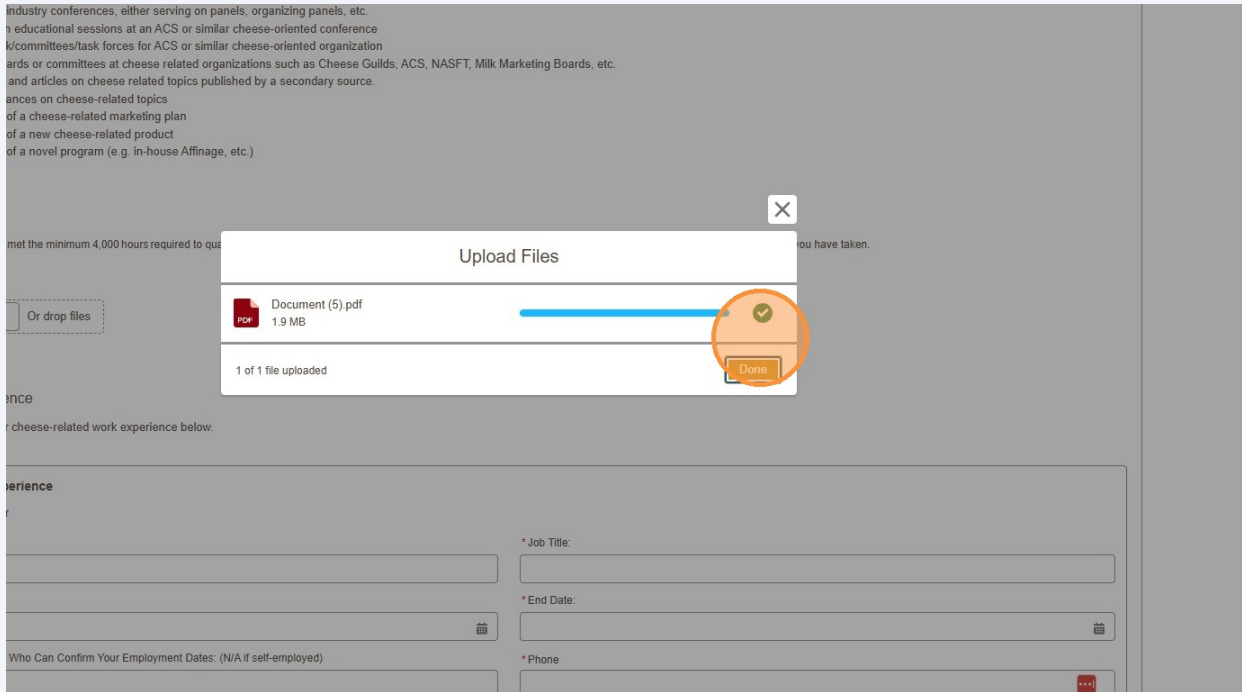 industry conferences, either serving on panels, organizing panels, etc.
n educational sessions at an ACS or similar cheese-oriented conference
k/committees/task forces for ACS or similar cheese-oriented organization
ards or committees at cheese related organizations such as Cheese Guilds, ACS, NASFT, Milk Marketing Boards, etc.
and articles on cheese related topics published by a secondary source.
ances on cheese-related topics
of a cheese-related marketing plan
of a new cheese-related product
of a novel program (e.g. in-house Affinage, etc.)
met the minimum 4,000 hours required to qua
ou have taken.
Upload Files
Or drop files
PDF
Document (5).pdf
1.9 MB
1 of 1 file uploaded
Done
ence
r cheese-related work experience below.
perience
r
*Job Title:
*End Date:
Who Can Confirm Your Employment Dates: (N/A if self-employed)
*Phone